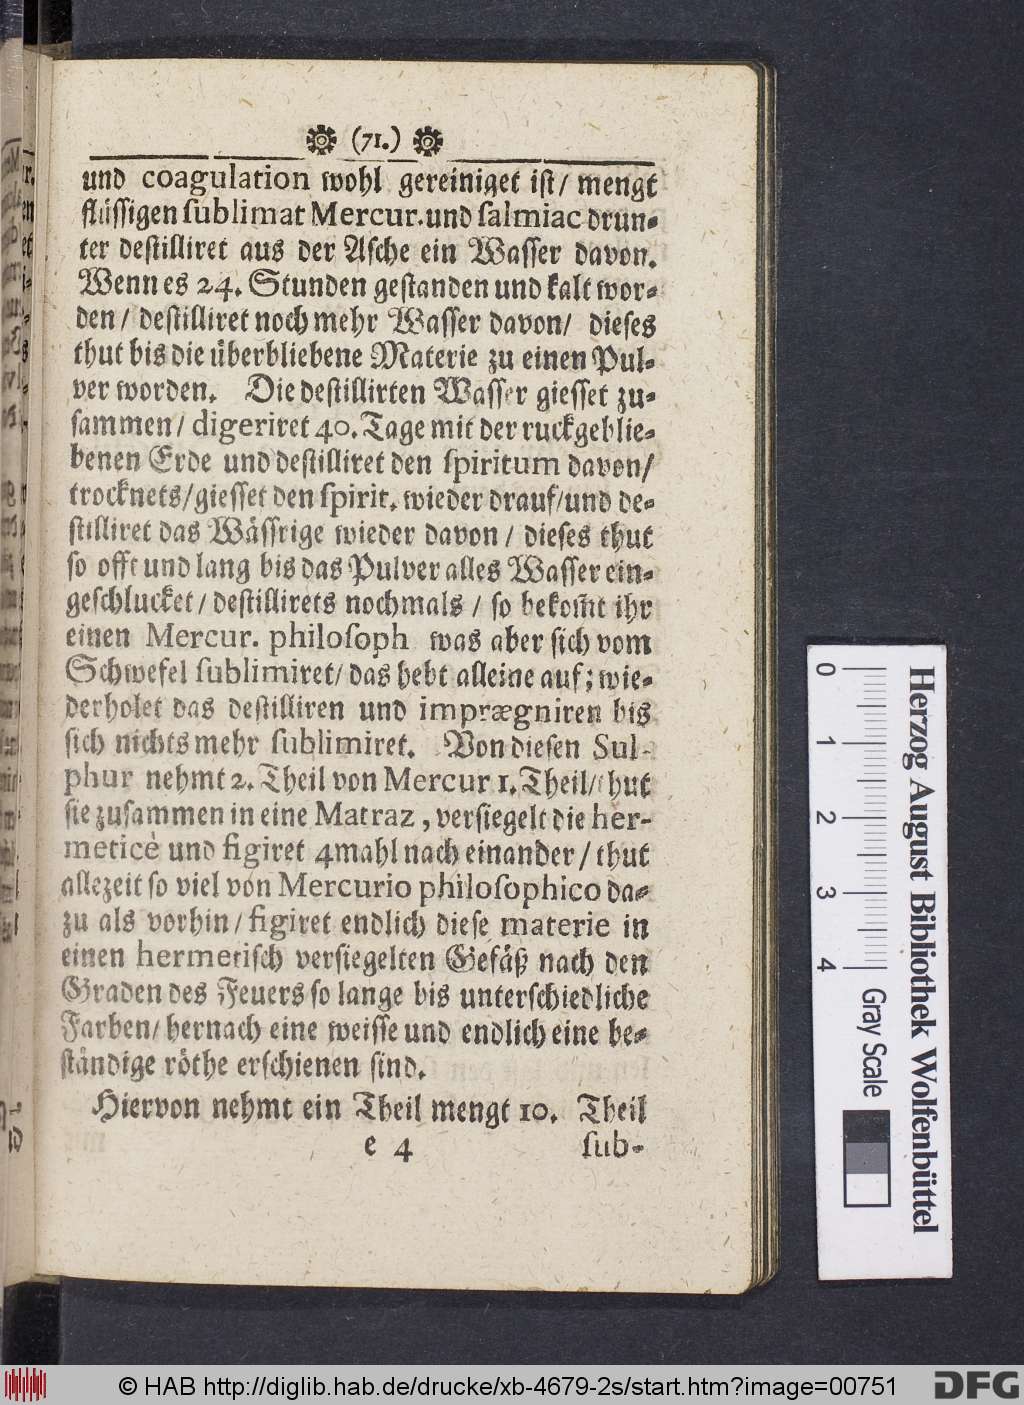 (71.)
und coagulation wohl gereiniget ist/ mengt
flüssigen sublimat Mercur. und salmiac drun-
ter destilliret aus der Asche ein Wasser davon.
Wenn es 24. Stunden gestanden und kalt wor-
den/ destilliret noch mehr Wasser davon/ dieses
thut bis die überbliebene Materie zu einen Pul-
ver worden. Die destillirten Wasser giesset zu-
sammen/ digeriret 40. Tage mit der ruckgeblie-
benen Erde und destilliret den spiritum davon/
trocknets/ giesset den spirit. wieder drauf/ und de-
stilliret das Wässrige wieder davon/ dieses thut
so offt und lang bis das Pulver alles Wasser ein-
geschlucket/ destillirets nochmals/ so bekom̃t ihr
einen Mercur. philosoph was aber sich vom
Schwefel sublimiret/ das hebt alleine auf; wie-
derholet das destilliren und imprægniren bis
sich nichts mehr sublimiret. Von diesen Sul-
phur nehmt 2. Theil von Mercur 1. Theil/ thut
sie zusammen in eine Matraz, versiegelt die her-
meticè und figiret 4mahl nach einander/ thut
allezeit so viel von Mercurio philosophico da-
zu als vorhin/ figiret endlich diese materie in
einen hermetisch versiegelten Gefäß nach den
Graden des Feuers so lange bis unterschiedliche
Farben/ hernach eine weisse und endlich eine be-
ständige röthe erschienen sind.
Hiervon nehmt ein Theil mengt 10. Theil
e 4 sub-
0 1 2 3 4
Herzog August Bibliothek Wolfenbüttel
Gray Scale
© HAB http://diglib.hab.de/drucke/xb-4679-2s/start.htm?image=00751
DFG